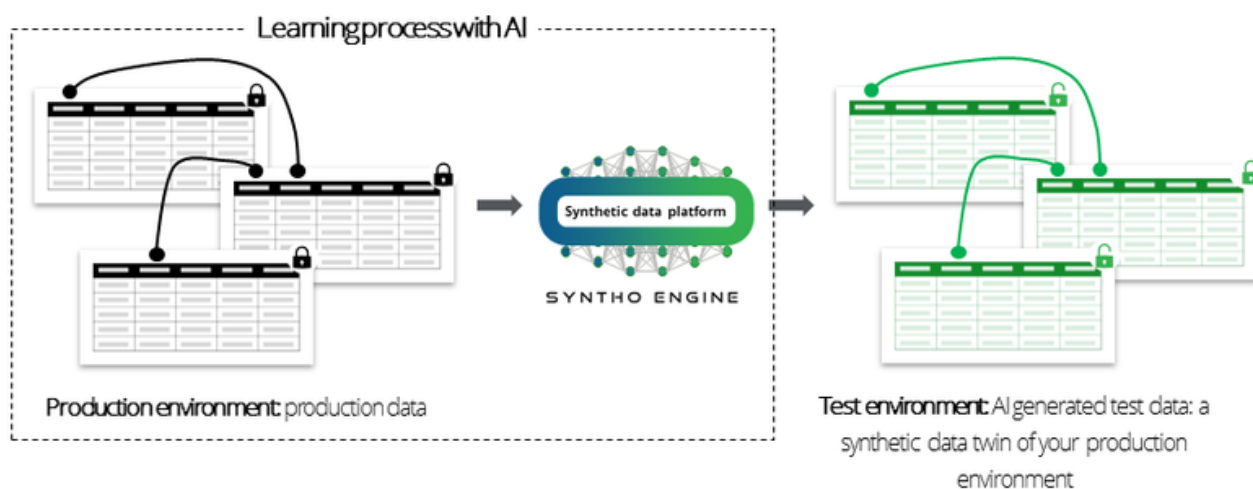 Learning process with AI
Synthetic data platform
SYNTHO ENGINE
Production environment: production data
Test environment: AI generated test data: a
synthetic data twin of your production
environment